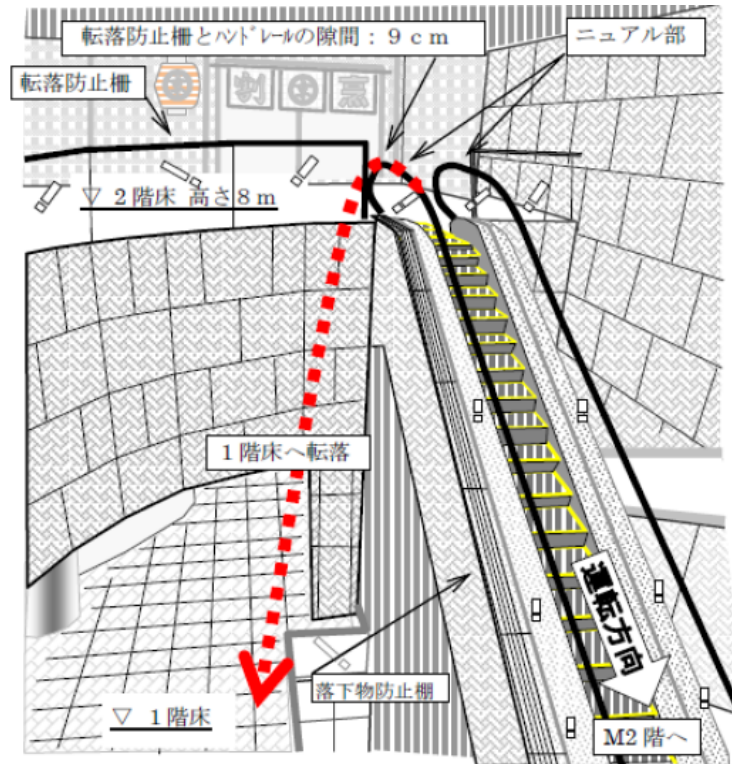 転落防止柵とﾊﾝﾄﾞﾚｰﾙの隙間：９ｃｍ
ニュアル部
転落防止柵
▽ ２階床 高さ８ｍ
１階床へ転落
運転方向
落下物防止棚
▽ １階床
Ｍ２階へ